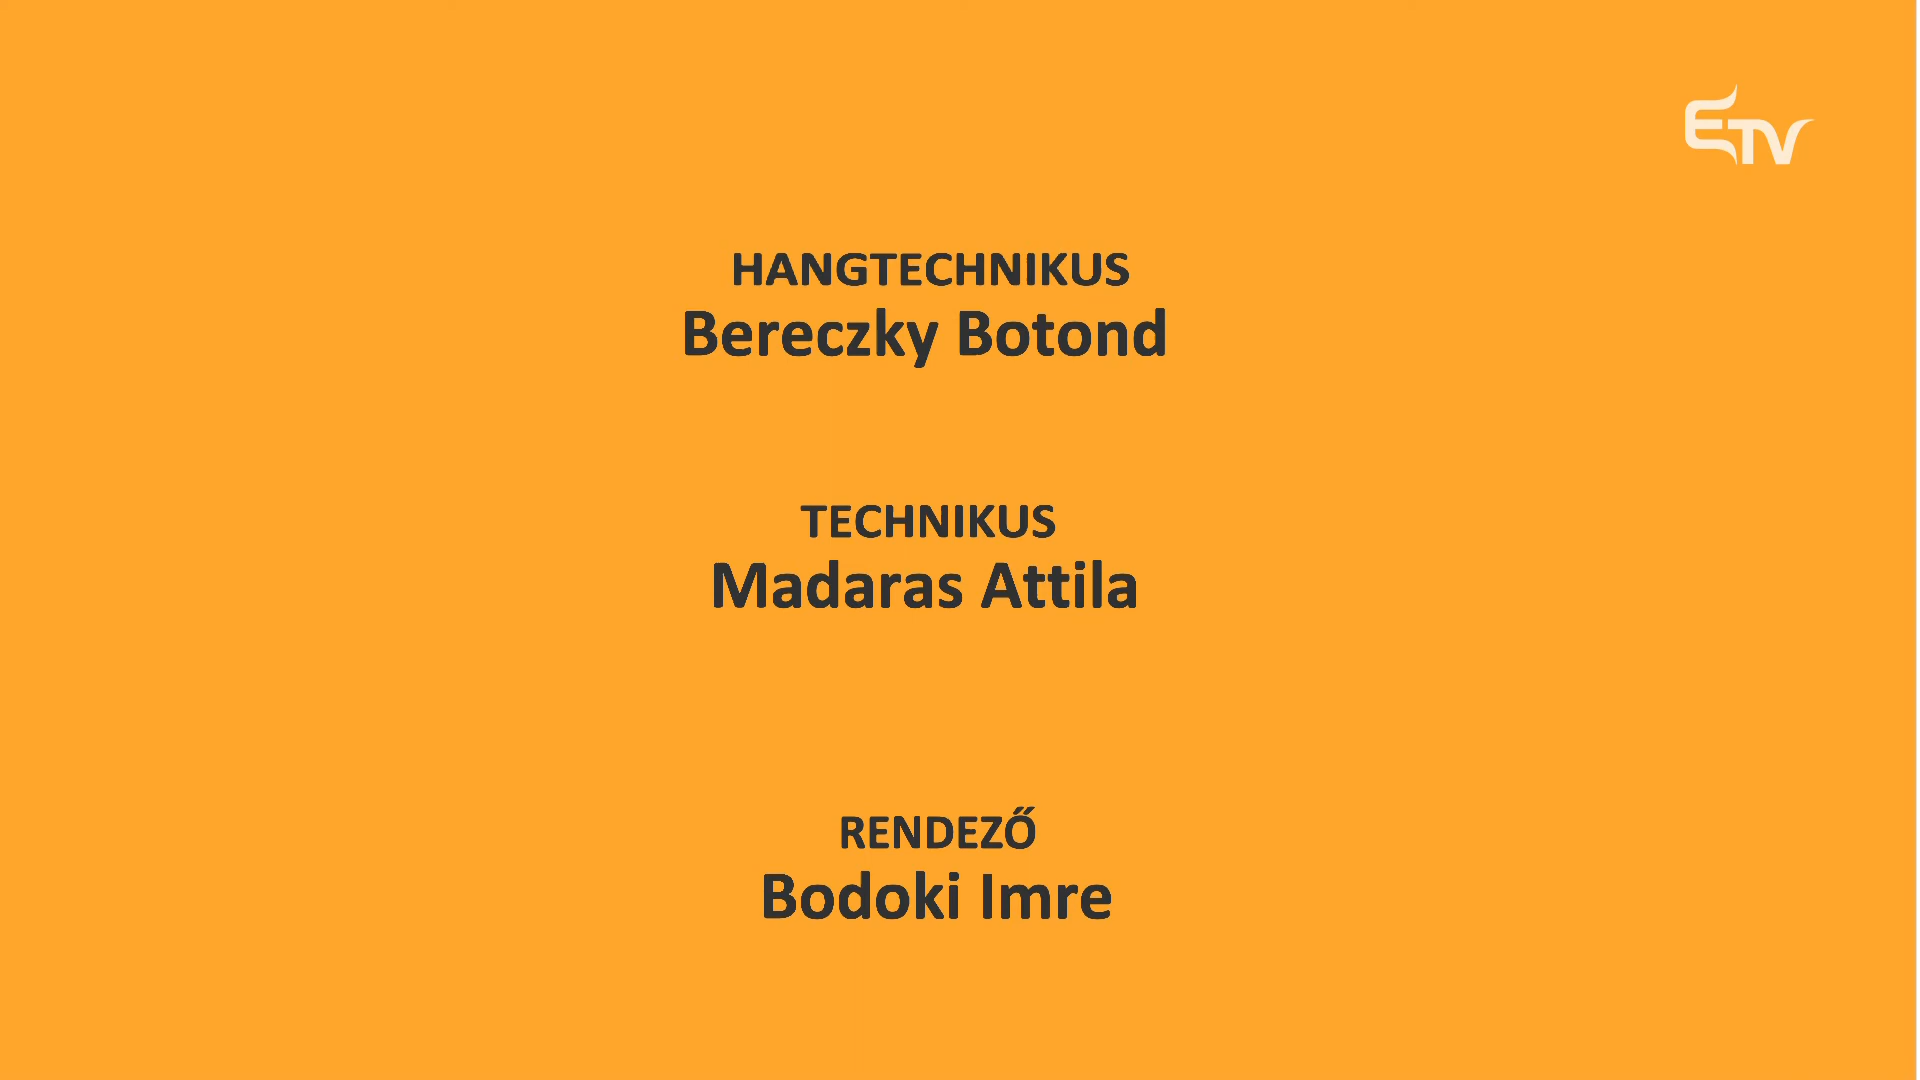 ETV
HANGTECHNIKUS
Bereczky Botond
TECHNIKUS
Madaras Attila
RENDEZŐ
Bodoki Imre